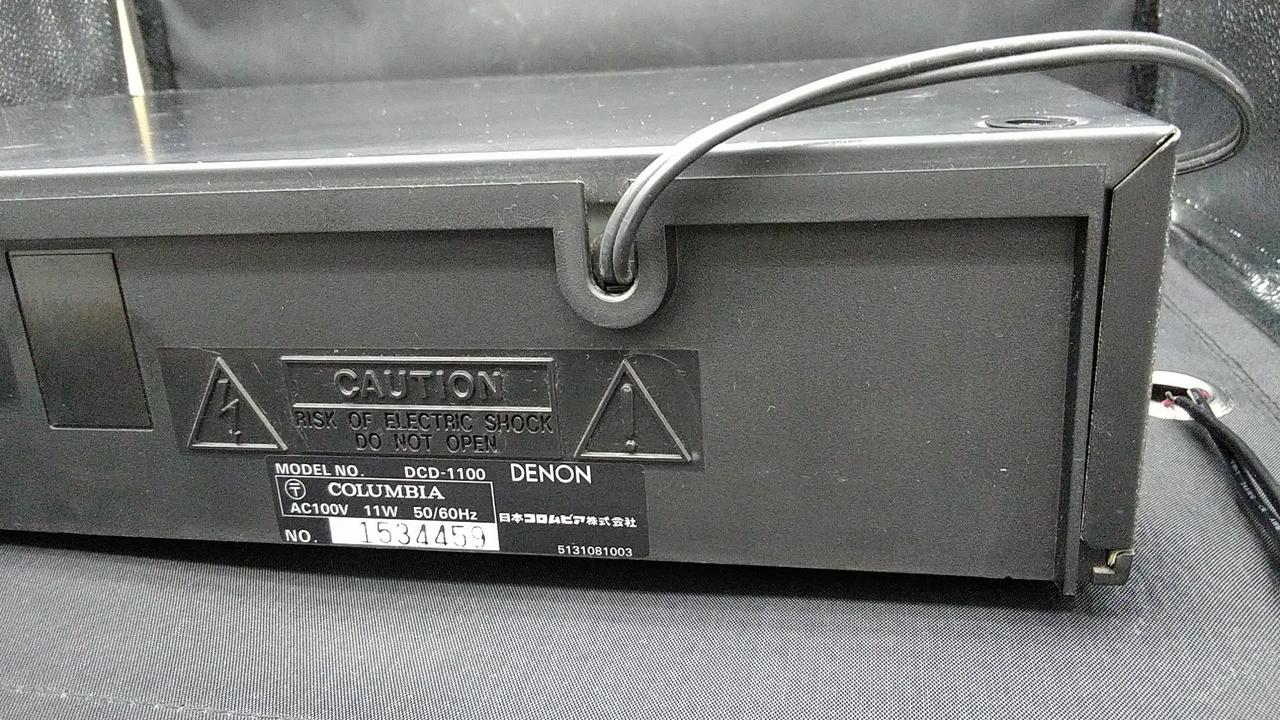 CAUTION
RISK OF ELECTRIC SHOCK
DO NOT OPEN
MODEL NO. DCD-1100 DENON
〒 COLUMBIA
AC100V 11W 50/60Hz
日本コロムビア株式会社
NO. 1534459
5131081003